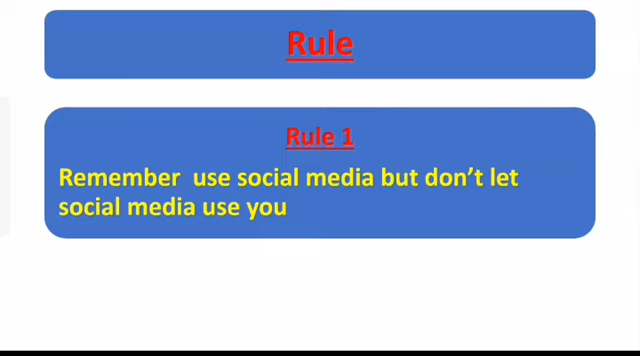 Rule
Rule 1
Remember use social media but don't let
social media use you